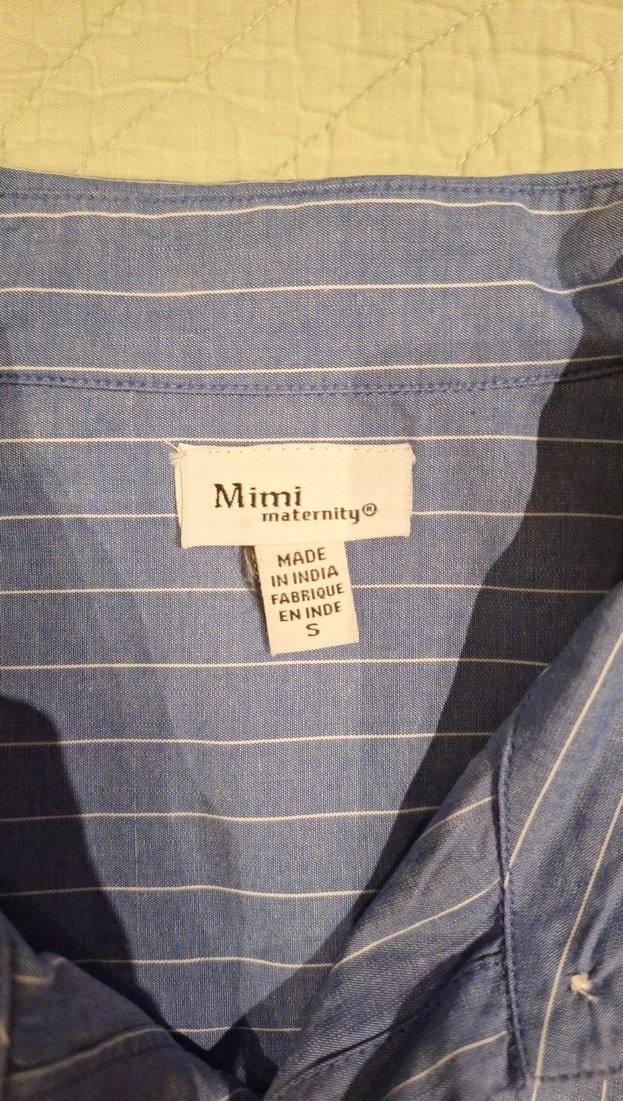 Mimi
maternity®
MADE
IN INDIA
FABRIQUE
EN INDE
S